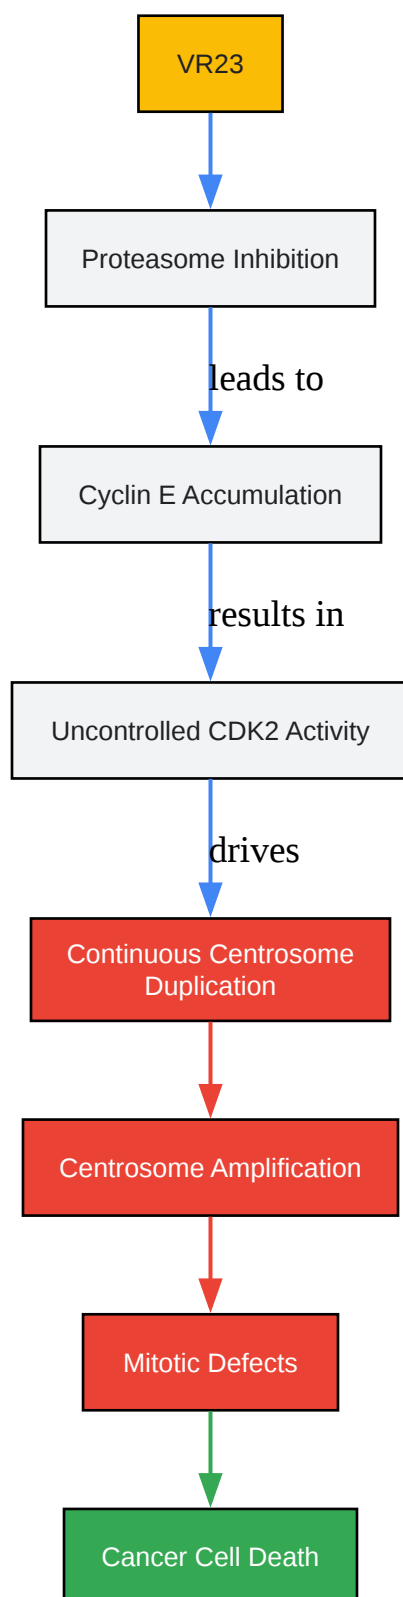 VR23
Proteasome Inhibition
leads to
Cyclin E Accumulation
results in
Uncontrolled CDK2 Activity
drives
Continuous Centrosome
Duplication
Centrosome Amplification
Mitotic Defects
Cancer Cell Death